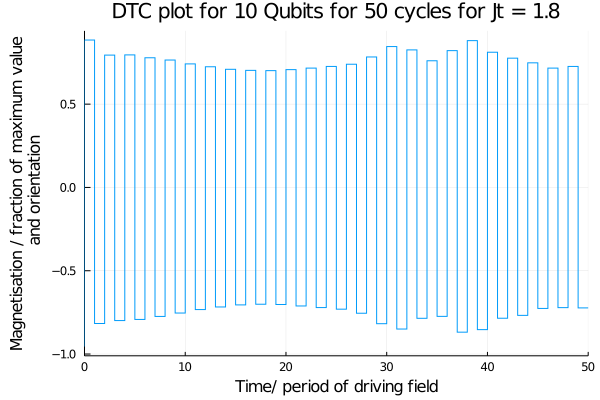 DTC plot for 10 Qubits for 50 cycles for Jt = 1.8
Magnetisation / fraction of maximum value
and orientation
0.5
0.0
−0.5
−1.0
0
10
20
30
40
50
Time/ period of driving field